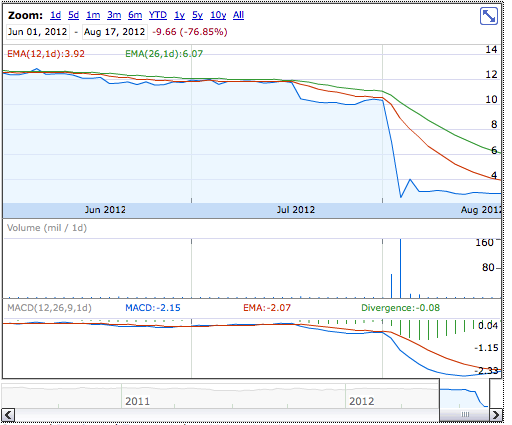 Zoom: 1d 5d 1m 3m 6m YTD 1y 5y 10y All
Jun 01, 2012 - Aug 17, 2012 -9.66 (-76.85%)
EMA(12,1d):3.92 EMA(26,1d):6.07
14
12
10
8
6
4
Jun 2012 Jul 2012 Aug 2012
Volume (mil / 1d)
160
80
MACD(12,26,9,1d) MACD:-2.15 EMA:-2.07 Divergence:-0.08
0.04
-1.15
-2.33
2011 2012